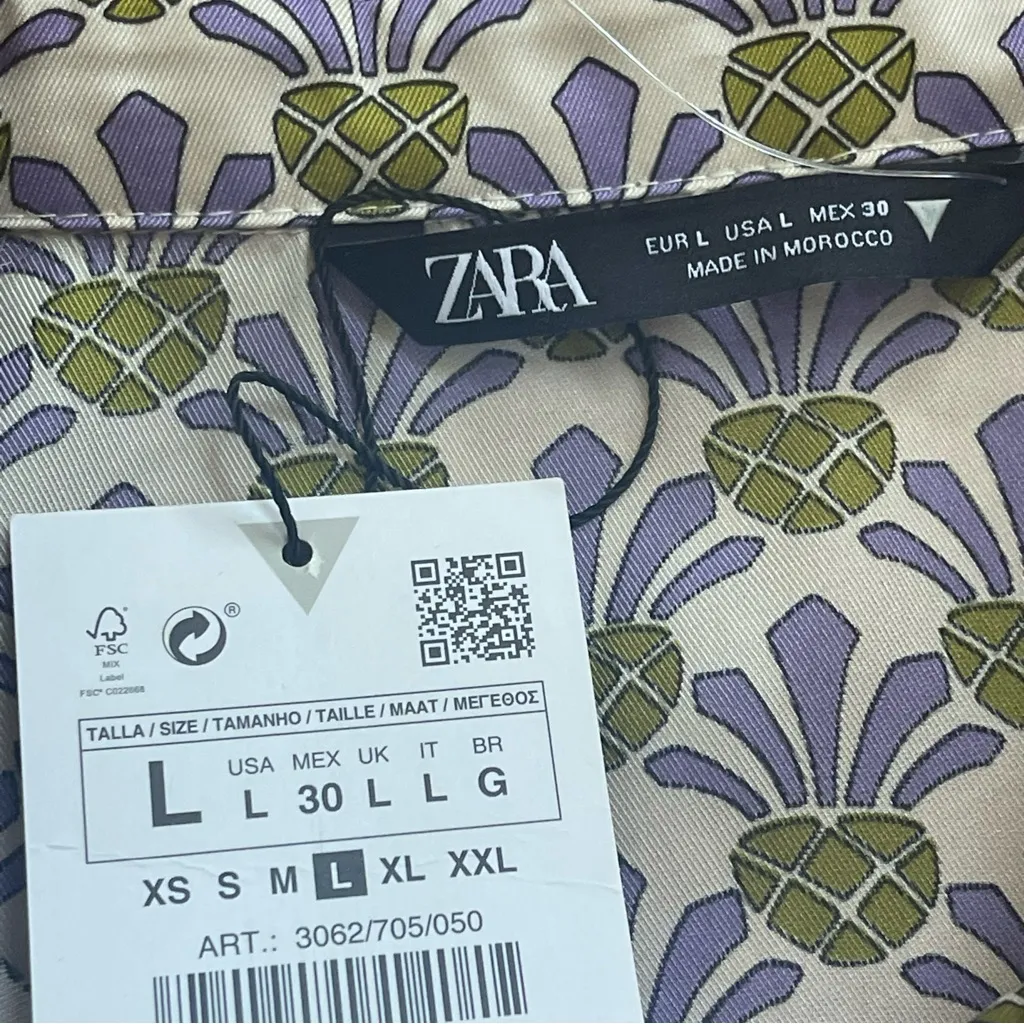 ZARA
EUR L USA L MEX 30
MADE IN MOROCCO
®
FSC
MIX
Label
FSC® C022668
TALLA / SIZE / TAMANHO / TAILLE / MAAT / ΜΕΓΕΘΟΣ
USA MEX UK IT BR
L L 30 L L G
XS S M L XL XXL
ART.: 3062/705/050